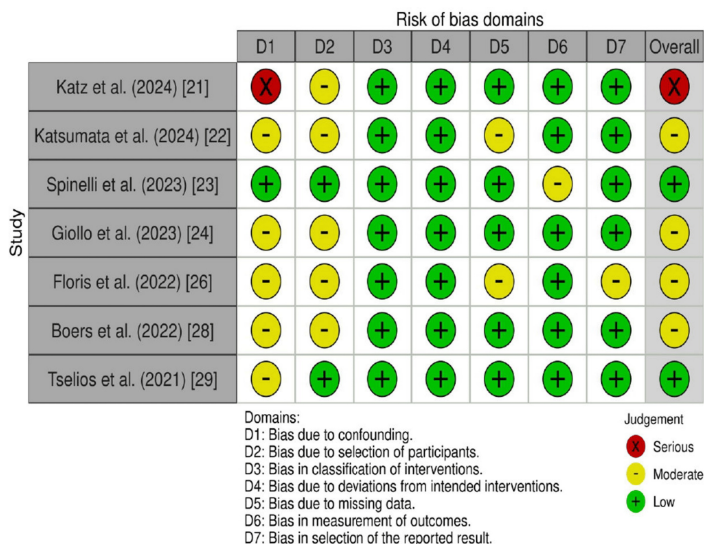 Risk of bias domains
D1 D2 D3 D4 D5 D6 D7 Overall
Study
Katz et al. (2024) [21] X - + + + + + X
Katsumata et al. (2024) [22] - - + + - + + -
Spinelli et al. (2023) [23] + + + + + - + +
Giollo et al. (2023) [24] - - + + + + + -
Floris et al. (2022) [26] - - + + - + - -
Boers et al. (2022) [28] - - + + + + + -
Tselios et al. (2021) [29] - + + + + + + +
Domains:
D1: Bias due to confounding.
D2: Bias due to selection of participants.
D3: Bias in classification of interventions.
D4: Bias due to deviations from intended interventions.
D5: Bias due to missing data.
D6: Bias in measurement of outcomes.
D7: Bias in selection of the reported result.
Judgement
X Serious
- Moderate
+ Low